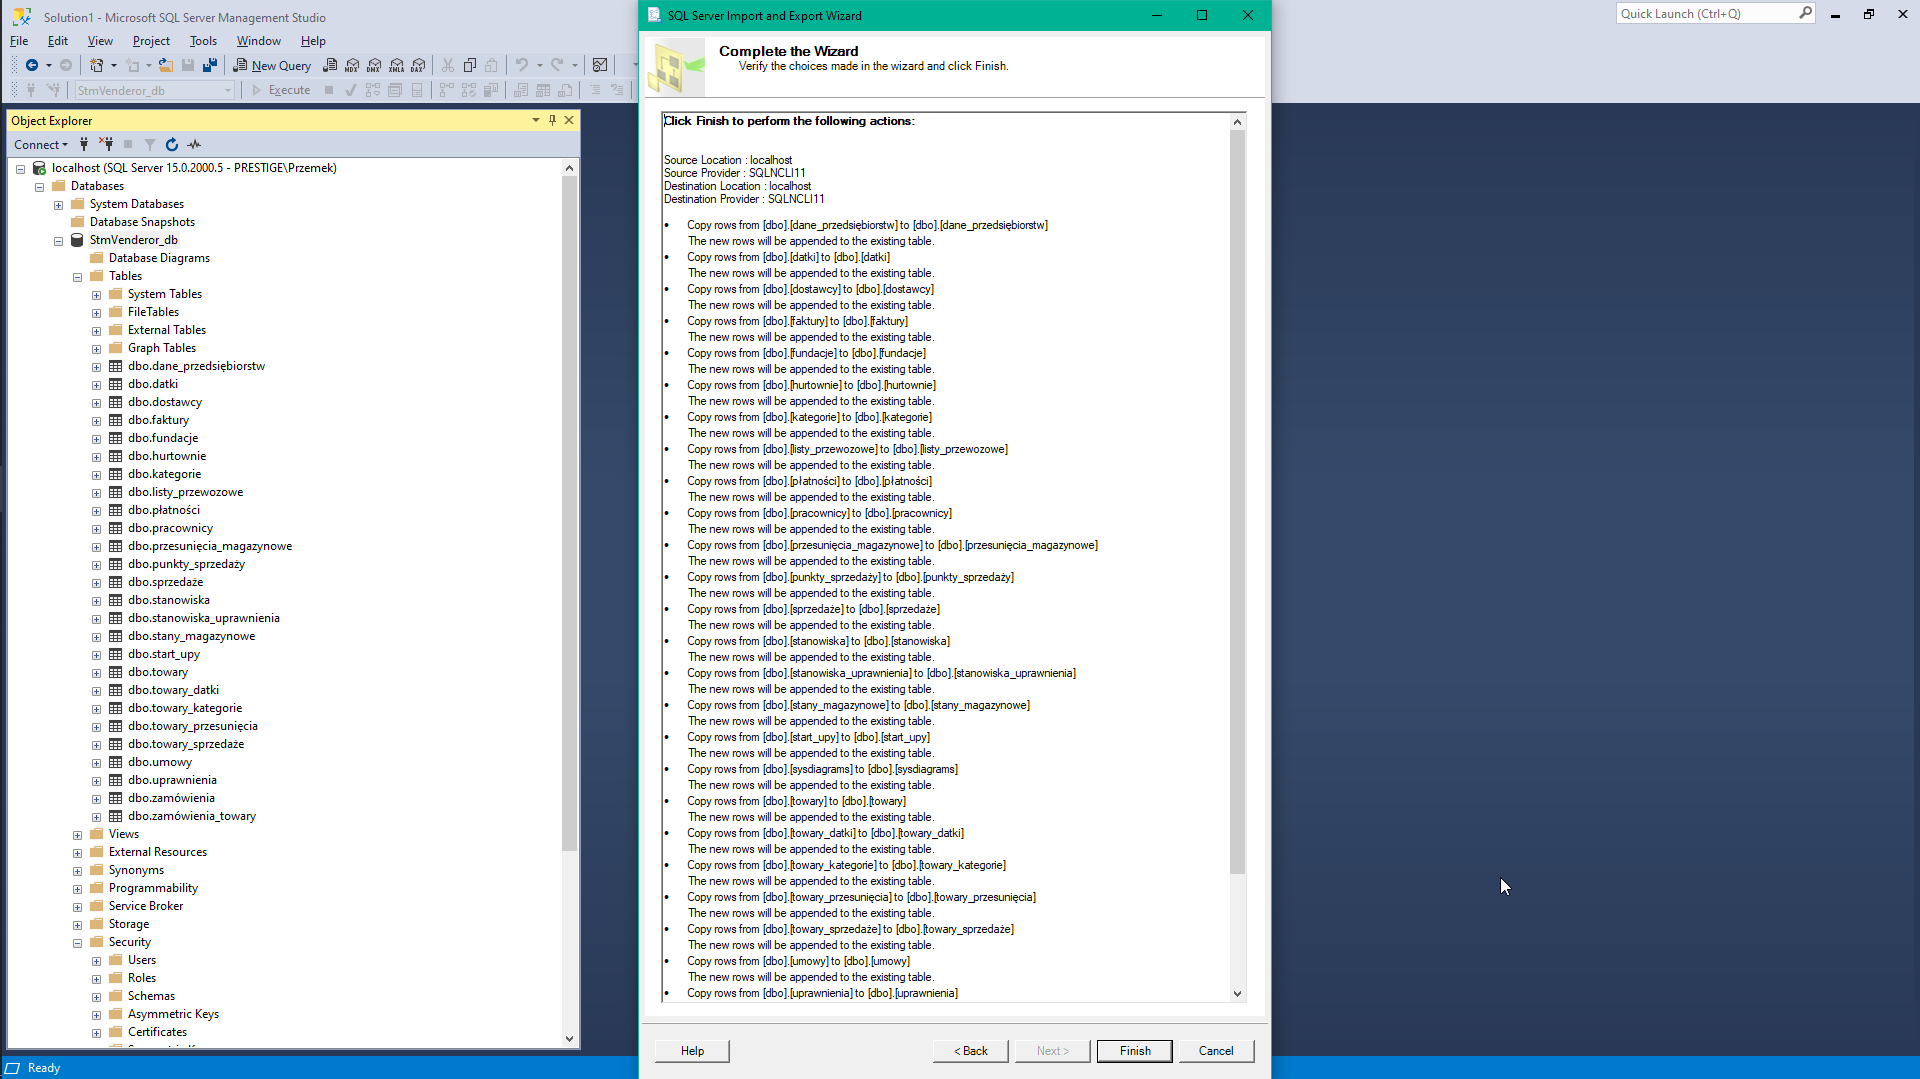 Solution1 - Microsoft SQL Server Management Studio
Quick Launch (Ctrl+Q)
File Edit View Project Tools Window Help
New Query
MDX DMX XMLA DAX
StmVenderor_db
Execute
Object Explorer
Connect
localhost (SQL Server 15.0.2000.5 - PRESTIGE\Przemek)
Databases
System Databases
Database Snapshots
StmVenderor_db
Database Diagrams
Tables
System Tables
FileTables
External Tables
Graph Tables
dbo.dane_przedsiębiorstw
dbo.datki
dbo.dostawcy
dbo.faktury
dbo.fundacje
dbo.hurtownie
dbo.kategorie
dbo.listy_przewozowe
dbo.płatności
dbo.pracownicy
dbo.przesunięcia_magazynowe
dbo.punkty_sprzedaży
dbo.sprzedaże
dbo.stanowiska
dbo.stanowiska_uprawnienia
dbo.stany_magazynowe
dbo.start_upy
dbo.towary
dbo.towary_datki
dbo.towary_kategorie
dbo.towary_przesunięcia
dbo.towary_sprzedaże
dbo.umowy
dbo.uprawnienia
dbo.zamówienia
dbo.zamówienia_towary
Views
External Resources
Synonyms
Programmability
Service Broker
Storage
Security
Users
Roles
Schemas
Asymmetric Keys
Certificates
Ready
SQL Server Import and Export Wizard
Complete the Wizard
Verify the choices made in the wizard and click Finish.
Click Finish to perform the following actions:
Source Location : localhost
Source Provider : SQLNCLI11
Destination Location : localhost
Destination Provider : SQLNCLI11
• Copy rows from [dbo].[dane_przedsiębiorstw] to [dbo].[dane_przedsiębiorstw]
The new rows will be appended to the existing table.
• Copy rows from [dbo].[datki] to [dbo].[datki]
The new rows will be appended to the existing table.
• Copy rows from [dbo].[dostawcy] to [dbo].[dostawcy]
The new rows will be appended to the existing table.
• Copy rows from [dbo].[faktury] to [dbo].[faktury]
The new rows will be appended to the existing table.
• Copy rows from [dbo].[fundacje] to [dbo].[fundacje]
The new rows will be appended to the existing table.
• Copy rows from [dbo].[hurtownie] to [dbo].[hurtownie]
The new rows will be appended to the existing table.
• Copy rows from [dbo].[kategorie] to [dbo].[kategorie]
The new rows will be appended to the existing table.
• Copy rows from [dbo].[listy_przewozowe] to [dbo].[listy_przewozowe]
The new rows will be appended to the existing table.
• Copy rows from [dbo].[płatności] to [dbo].[płatności]
The new rows will be appended to the existing table.
• Copy rows from [dbo].[pracownicy] to [dbo].[pracownicy]
The new rows will be appended to the existing table.
• Copy rows from [dbo].[przesunięcia_magazynowe] to [dbo].[przesunięcia_magazynowe]
The new rows will be appended to the existing table.
• Copy rows from [dbo].[punkty_sprzedaży] to [dbo].[punkty_sprzedaży]
The new rows will be appended to the existing table.
• Copy rows from [dbo].[sprzedaże] to [dbo].[sprzedaże]
The new rows will be appended to the existing table.
• Copy rows from [dbo].[stanowiska] to [dbo].[stanowiska]
The new rows will be appended to the existing table.
• Copy rows from [dbo].[stanowiska_uprawnienia] to [dbo].[stanowiska_uprawnienia]
The new rows will be appended to the existing table.
• Copy rows from [dbo].[stany_magazynowe] to [dbo].[stany_magazynowe]
The new rows will be appended to the existing table.
• Copy rows from [dbo].[start_upy] to [dbo].[start_upy]
The new rows will be appended to the existing table.
• Copy rows from [dbo].[sysdiagrams] to [dbo].[sysdiagrams]
The new rows will be appended to the existing table.
• Copy rows from [dbo].[towary] to [dbo].[towary]
The new rows will be appended to the existing table.
• Copy rows from [dbo].[towary_datki] to [dbo].[towary_datki]
The new rows will be appended to the existing table.
• Copy rows from [dbo].[towary_kategorie] to [dbo].[towary_kategorie]
The new rows will be appended to the existing table.
• Copy rows from [dbo].[towary_przesunięcia] to [dbo].[towary_przesunięcia]
The new rows will be appended to the existing table.
• Copy rows from [dbo].[towary_sprzedaże] to [dbo].[towary_sprzedaże]
The new rows will be appended to the existing table.
• Copy rows from [dbo].[umowy] to [dbo].[umowy]
The new rows will be appended to the existing table.
• Copy rows from [dbo].[uprawnienia] to [dbo].[uprawnienia]
Help < Back Next > Finish Cancel